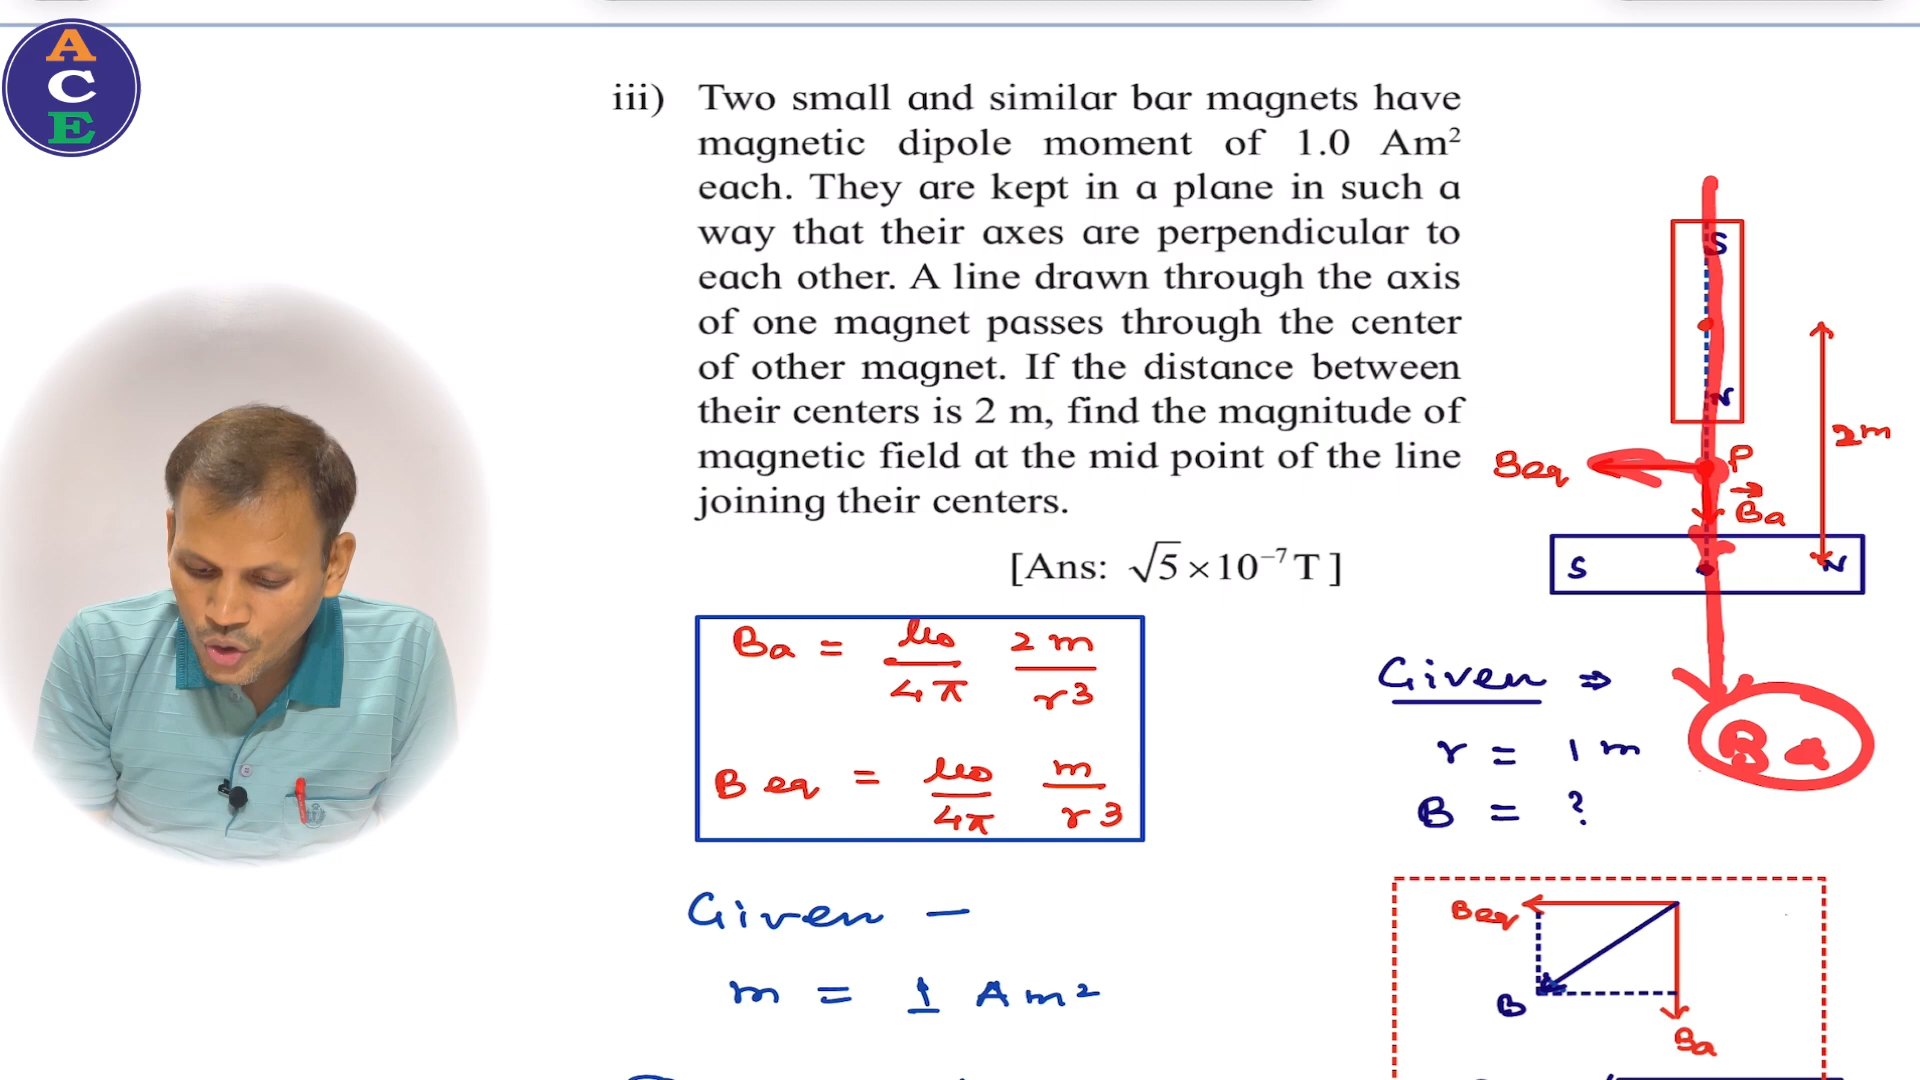 A
C
E
iii) Two small and similar bar magnets have
magnetic dipole moment of 1.0 Am²
each. They are kept in a plane in such a
way that their axes are perpendicular to
each other. A line drawn through the axis
of one magnet passes through the center
of other magnet. If the distance between
their centers is 2 m, find the magnitude of
magnetic field at the mid point of the line
joining their centers.
[Ans: √5 × 10⁻⁷ T ]
S
N
2m
P
Beq
Ba
S
N
Ba = μ₀/4π 2m/r³
Beq = μ₀/4π m/r³
Given ⇒
r = 1 m
B = ?
Ba
Given –
m = 1 Am²
Beq
B
Ba